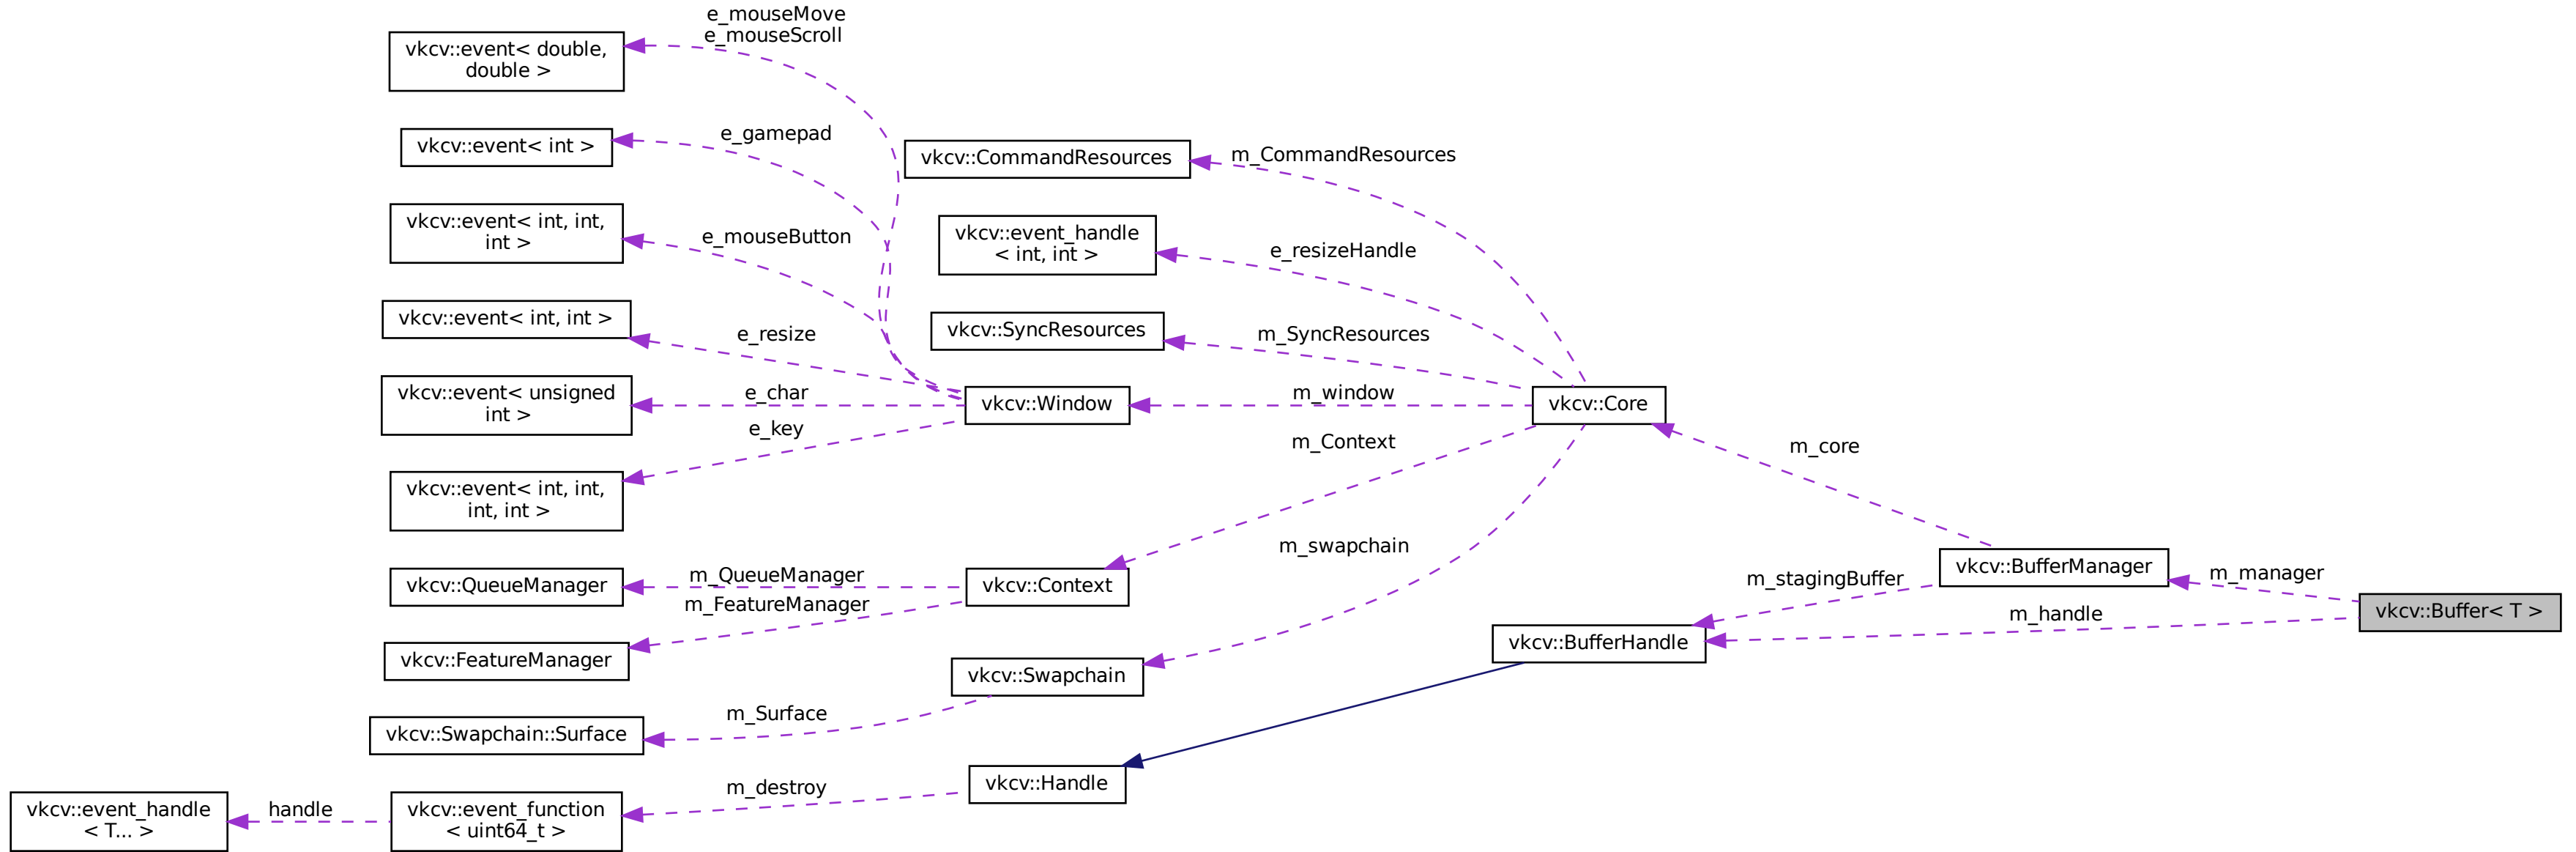 e_mouseMove
e_mouseScroll
vkcv::event< double,
double >
e_gamepad
vkcv::event< int >
vkcv::CommandResources
m_CommandResources
vkcv::event< int, int,
int >
e_mouseButton
vkcv::event_handle
< int, int >
e_resizeHandle
vkcv::event< int, int >
e_resize
vkcv::SyncResources
m_SyncResources
vkcv::event< unsigned
int >
e_char
vkcv::Window
m_window
vkcv::Core
e_key
m_Context
m_core
vkcv::event< int, int,
int, int >
m_swapchain
vkcv::QueueManager
m_QueueManager
vkcv::Context
m_stagingBuffer
vkcv::BufferManager
m_manager
m_FeatureManager
m_handle
vkcv::Buffer< T >
vkcv::FeatureManager
vkcv::BufferHandle
vkcv::Swapchain
m_Surface
vkcv::Swapchain::Surface
vkcv::Handle
m_destroy
vkcv::event_handle
< T... >
handle
vkcv::event_function
< uint64_t >